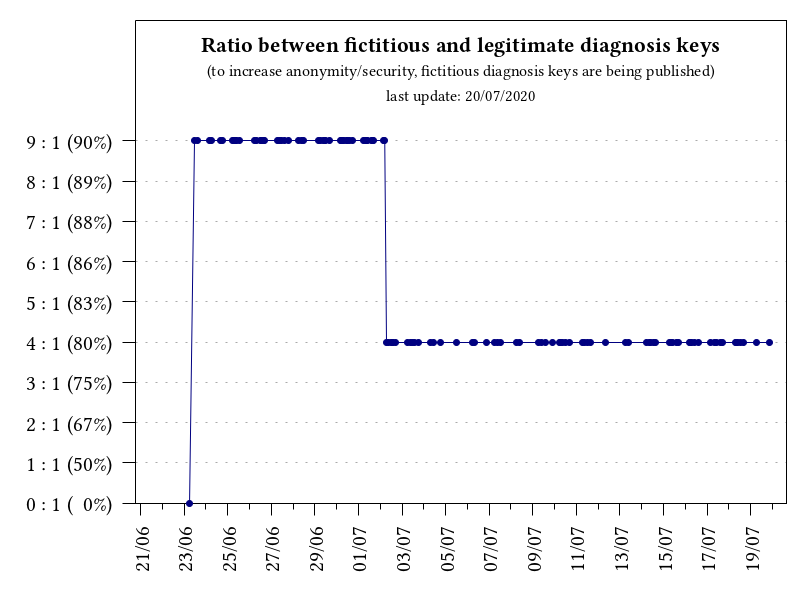 Ratio between fictitious and legitimate diagnosis keys
(to increase anonymity/security, fictitious diagnosis keys are being published)
last update: 20/07/2020
9 : 1 (90%)
8 : 1 (89%)
7 : 1 (88%)
6 : 1 (86%)
5 : 1 (83%)
4 : 1 (80%)
3 : 1 (75%)
2 : 1 (67%)
1 : 1 (50%)
0 : 1 (  0%)
21/06
23/06
25/06
27/06
29/06
01/07
03/07
05/07
07/07
09/07
11/07
13/07
15/07
17/07
19/07